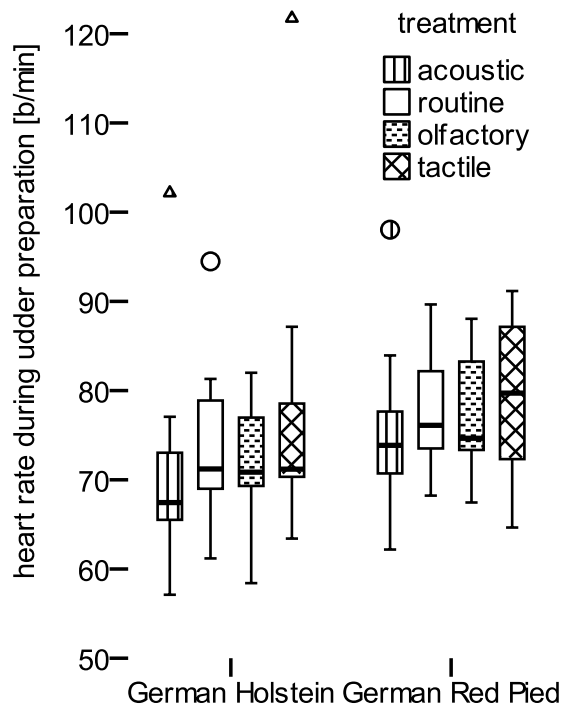 heart rate during udder preparation [b/min]
120
110
100
90
80
70
60
50
treatment
acoustic
routine
olfactory
tactile
German Holstein German Red Pied